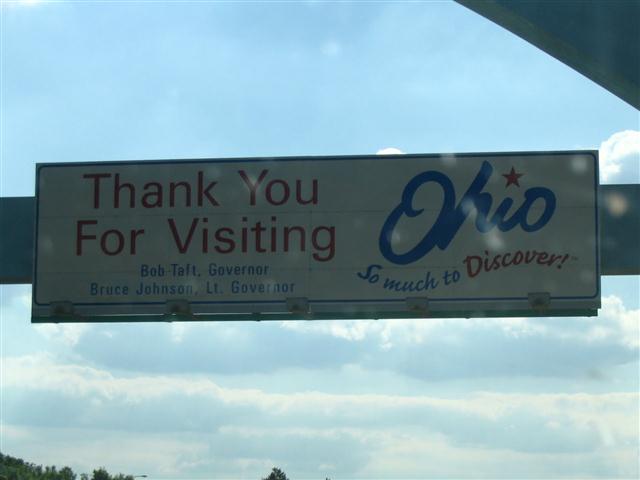 Thank You
For Visiting
Bob Taft, Governor
Bruce Johnson, Lt. Governor
Ohio
So much to Discover!